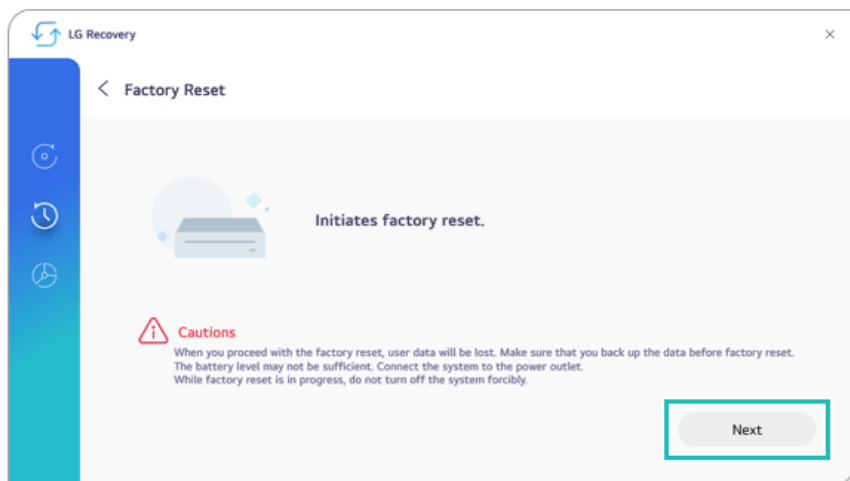 LG Recovery
Factory Reset
Initiates factory reset.
Cautions
When you proceed with the factory reset, user data will be lost. Make sure that you back up the data before factory reset.
The battery level may not be sufficient. Connect the system to the power outlet.
While factory reset is in progress, do not turn off the system forcibly.
Next